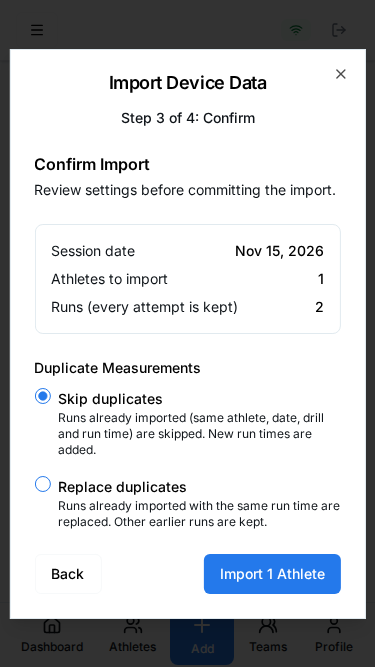 Import Device Data
Step 3 of 4: Confirm
Confirm Import
Review settings before committing the import.
Session date Nov 15, 2026
Athletes to import 1
Runs (every attempt is kept) 2
Duplicate Measurements
Skip duplicates
Runs already imported (same athlete, date, drill
and run time) are skipped. New run times are
added.
Replace duplicates
Runs already imported with the same run time are
replaced. Other earlier runs are kept.
Back Import 1 Athlete
Dashboard Athletes Add Teams Profile